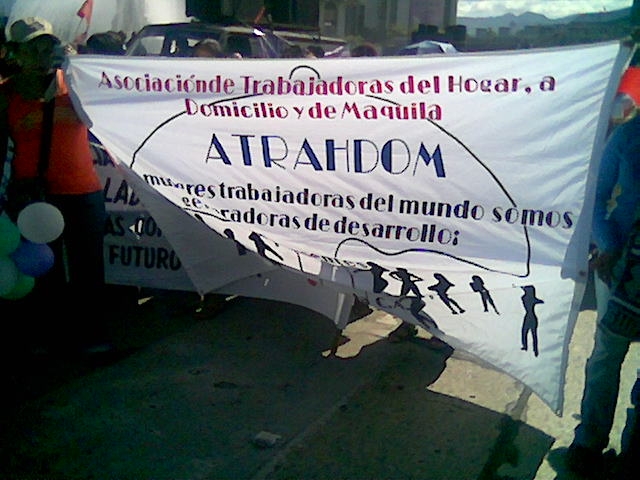 Asociaciónde Trabajadoras del Hogar, a
Domicilio y de Maquila
ATRAHDOM
mujeres trabajadoras del mundo somos
generadoras de desarrollo¡
FUTURO